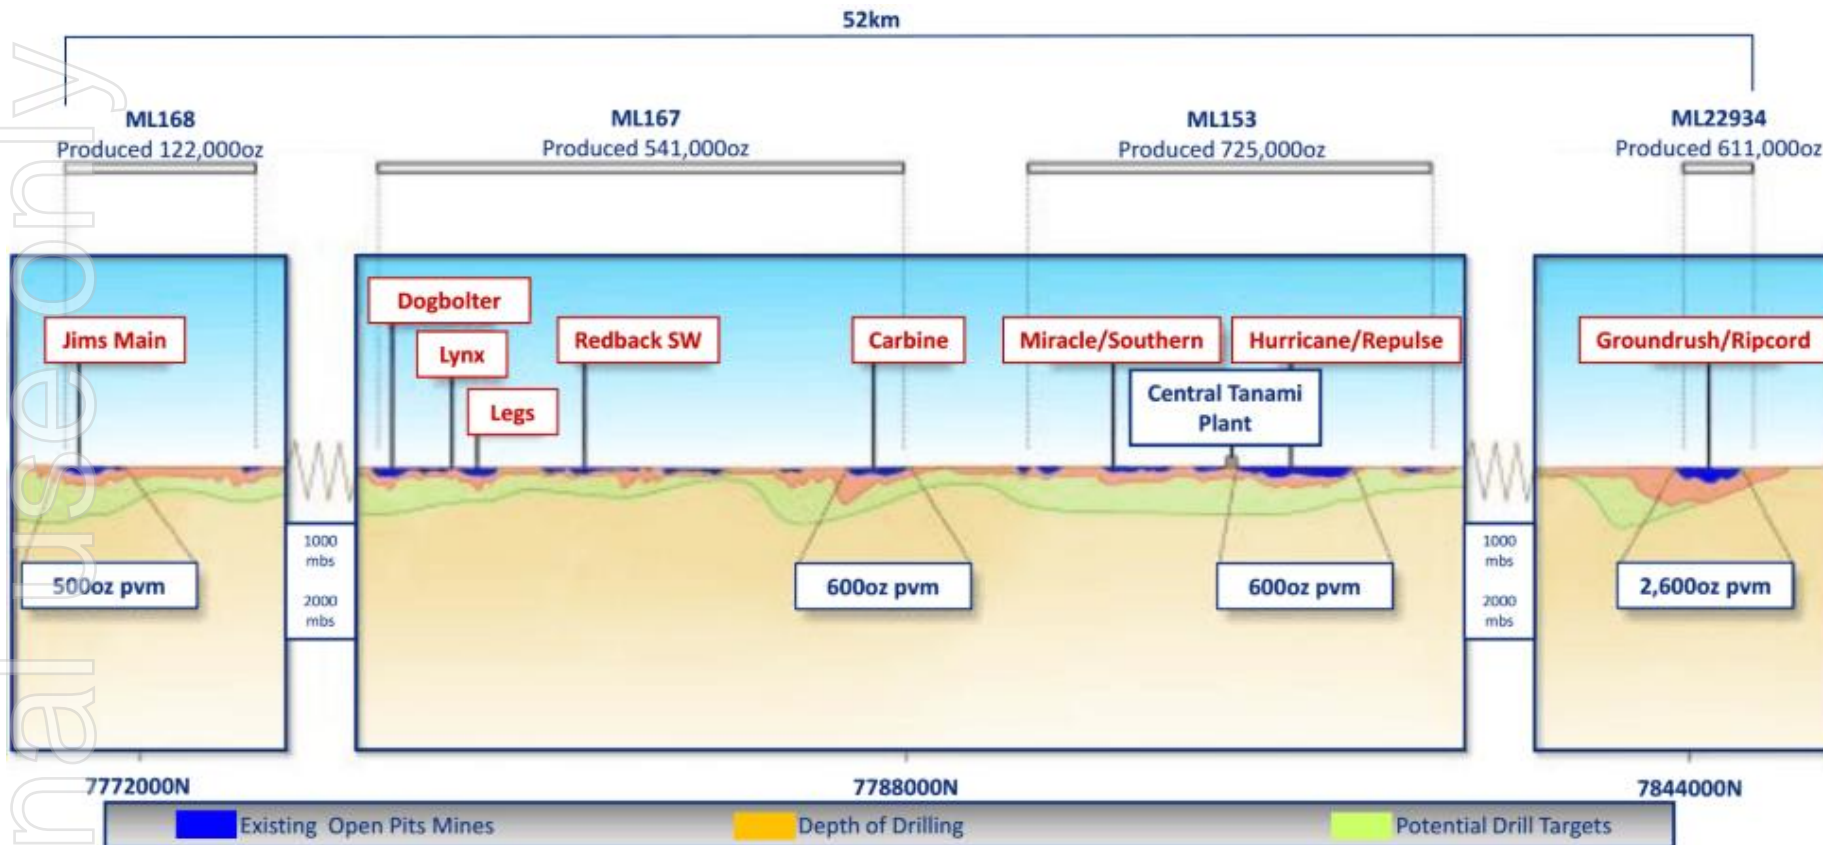 52km
ML168
Produced 122,000oz
ML167
Produced 541,000oz
ML153
Produced 725,000oz
ML22934
Produced 611,000oz
Dogbolter
Jims Main
Lynx
Redback SW
Carbine
Miracle/Southern
Hurricane/Repulse
Groundrush/Ripcord
Legs
Central Tanami
Plant
1000
mbs
2000
mbs
1000
mbs
2000
mbs
500oz pvm
600oz pvm
600oz pvm
2,600oz pvm
7772000N
7788000N
7844000N
Existing Open Pits Mines
Depth of Drilling
Potential Drill Targets
nal use only